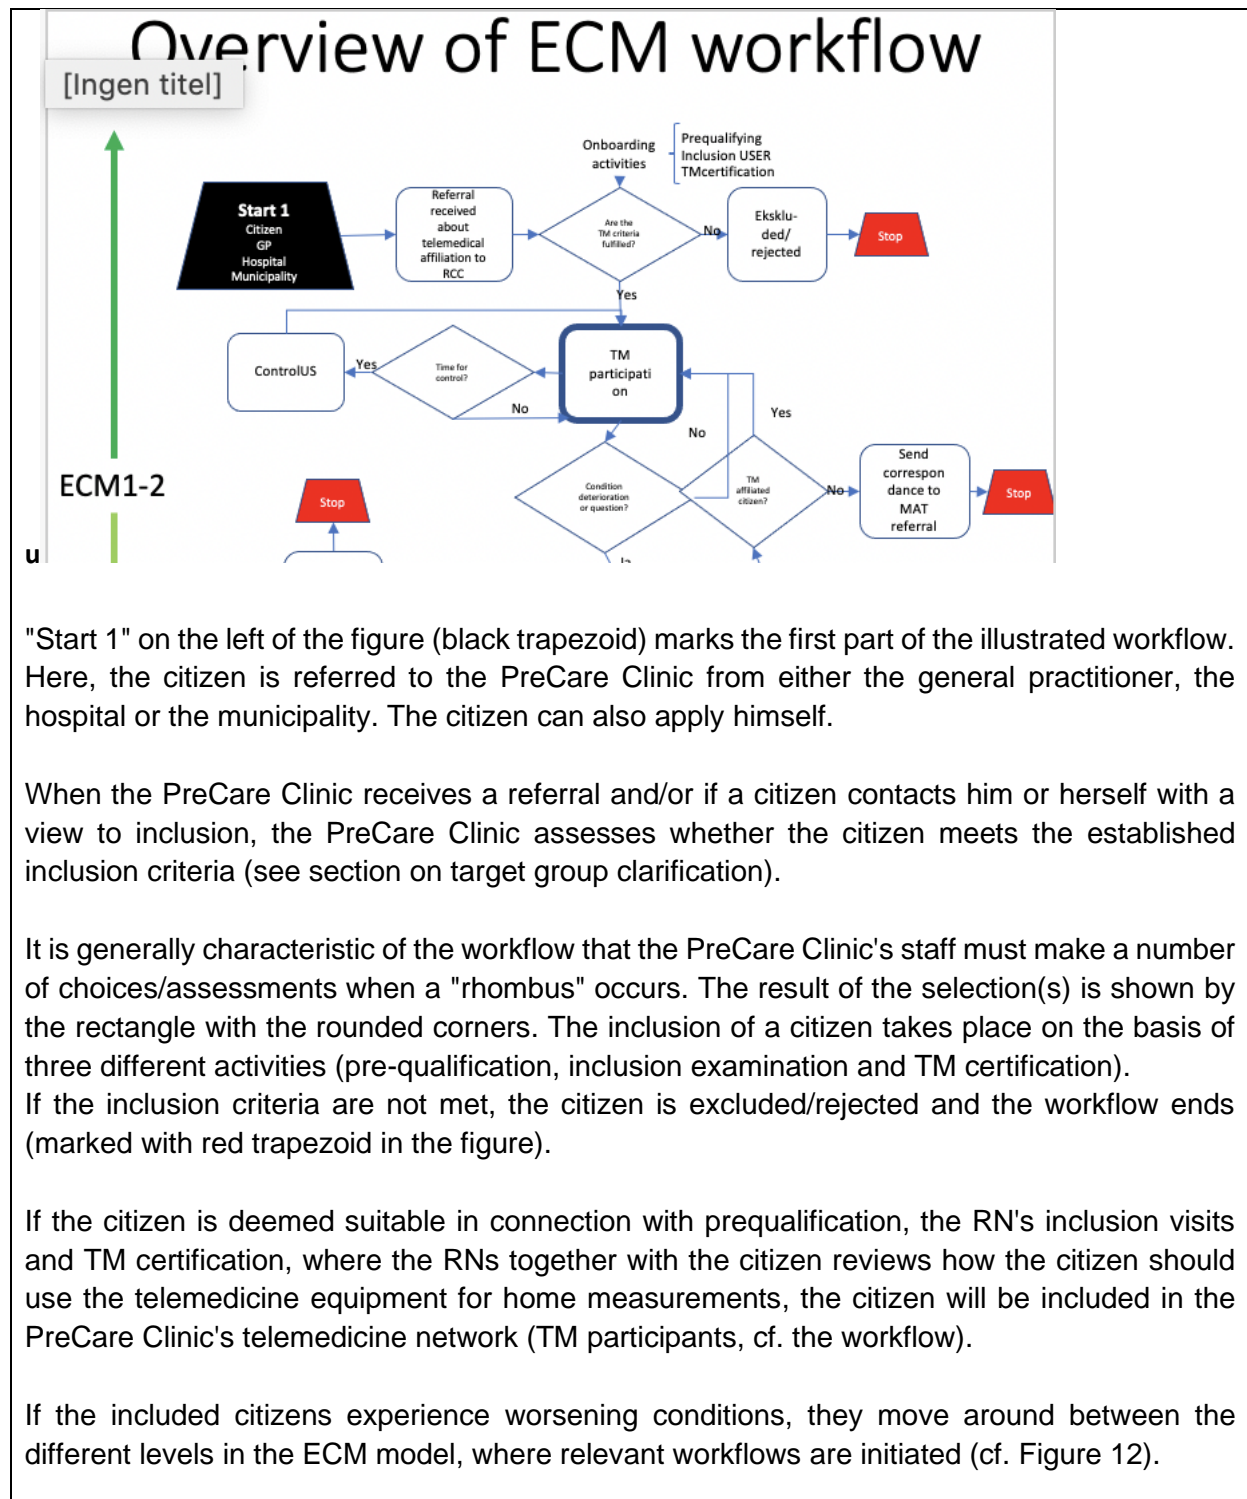 Overview of ECM workflow
[Ingen titel]
Onboarding
activities
Prequalifying
Inclusion USER
TMcertification
Start 1
Citizen
GP
Hospital
Municipality
Referral
received
about
telemedical
affiliation to
RCC
Are the
TM criteria
fulfilled?
No
Eksklu-
ded/
rejected
Stop
Yes
ControlUS
Yes
Time for
control?
No
TM
participati
on
No
Yes
ECM1-2
Stop
Condition
deterioration
or question?
TM
affiliated
citizen?
No
Send
correspon
dance to
MAT
referral
Stop
Ja
u
"Start 1" on the left of the figure (black trapezoid) marks the first part of the illustrated workflow.
Here, the citizen is referred to the PreCare Clinic from either the general practitioner, the
hospital or the municipality. The citizen can also apply himself.
When the PreCare Clinic receives a referral and/or if a citizen contacts him or herself with a
view to inclusion, the PreCare Clinic assesses whether the citizen meets the established
inclusion criteria (see section on target group clarification).
It is generally characteristic of the workflow that the PreCare Clinic's staff must make a number
of choices/assessments when a "rhombus" occurs. The result of the selection(s) is shown by
the rectangle with the rounded corners. The inclusion of a citizen takes place on the basis of
three different activities (pre-qualification, inclusion examination and TM certification).
If the inclusion criteria are not met, the citizen is excluded/rejected and the workflow ends
(marked with red trapezoid in the figure).
If the citizen is deemed suitable in connection with prequalification, the RN's inclusion visits
and TM certification, where the RNs together with the citizen reviews how the citizen should
use the telemedicine equipment for home measurements, the citizen will be included in the
PreCare Clinic's telemedicine network (TM participants, cf. the workflow).
If the included citizens experience worsening conditions, they move around between the
different levels in the ECM model, where relevant workflows are initiated (cf. Figure 12).